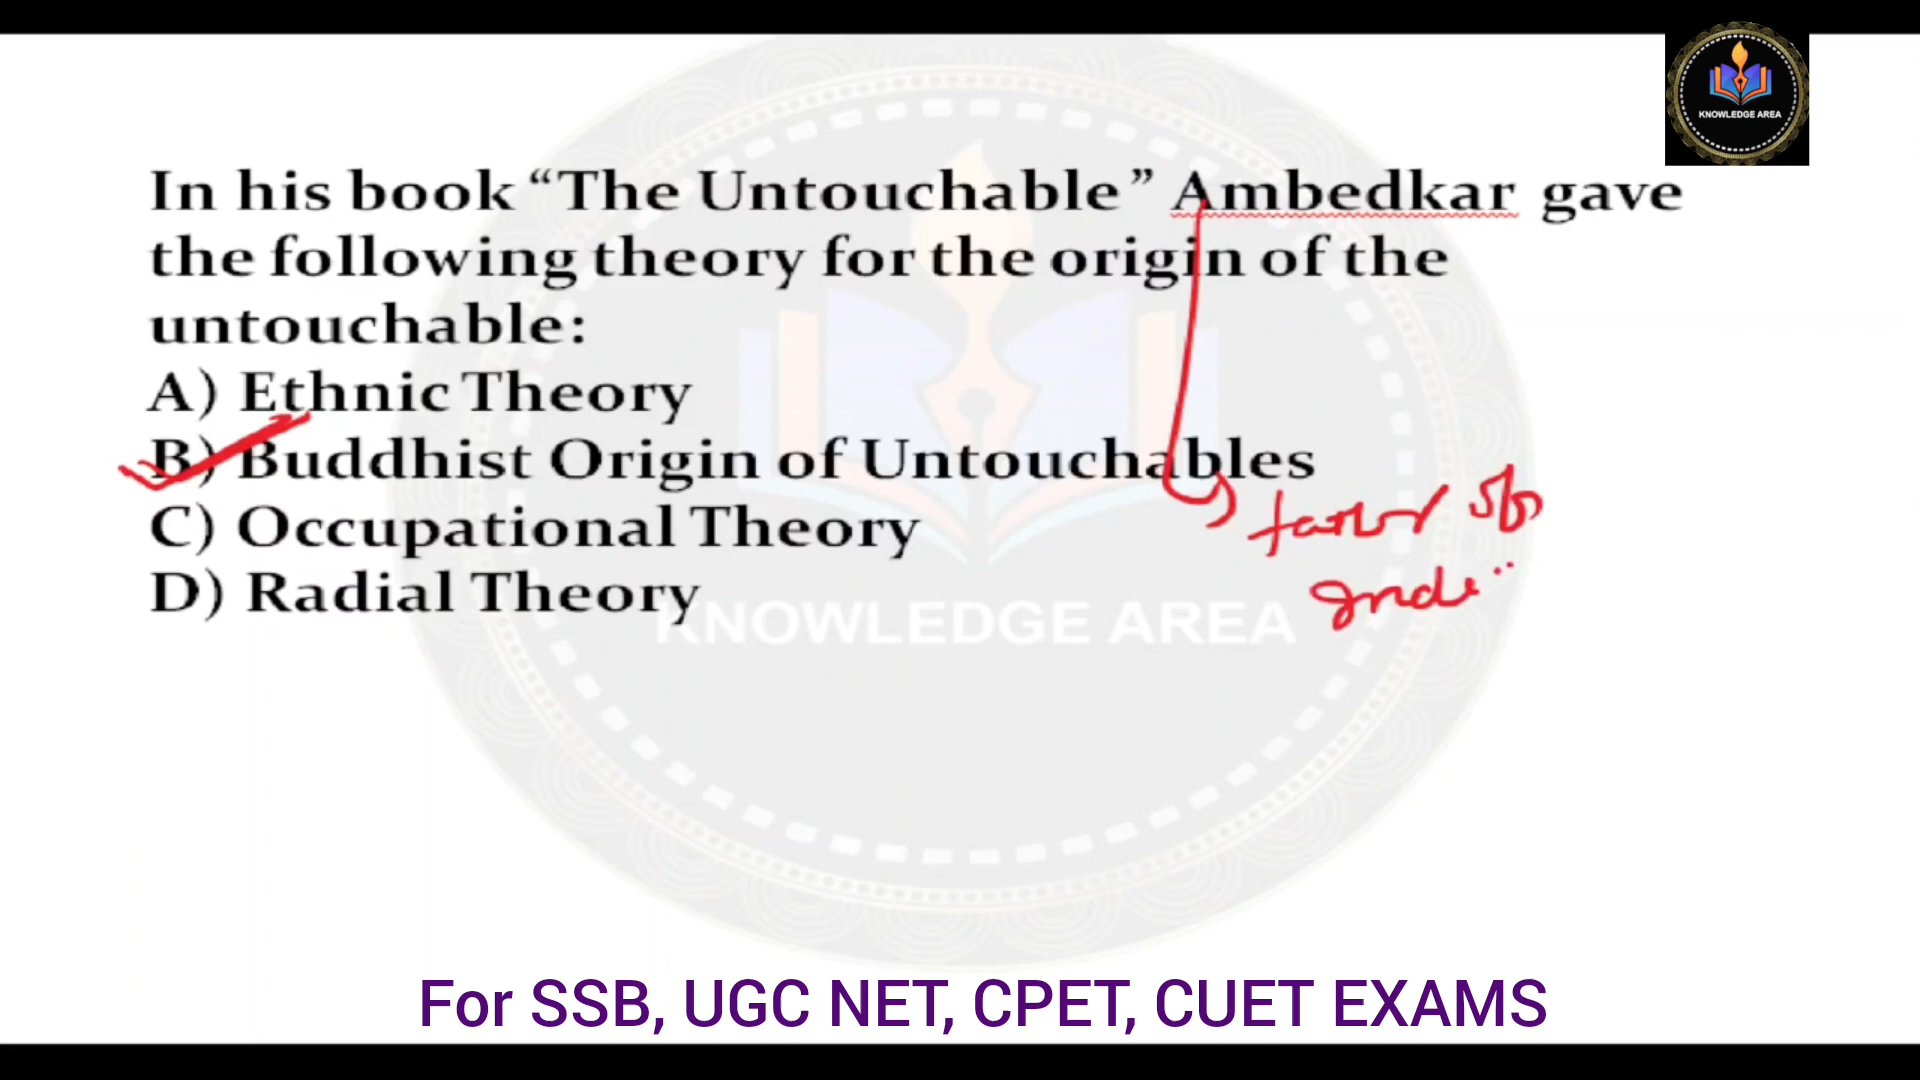 KNOWLEDGE AREA
In his book “The Untouchable” Ambedkar gave
the following theory for the origin of the
untouchable:
A) Ethnic Theory
B) Buddhist Origin of Untouchables
C) Occupational Theory
D) Radial Theory
KNOWLEDGE AREA
For SSB, UGC NET, CPET, CUET EXAMS